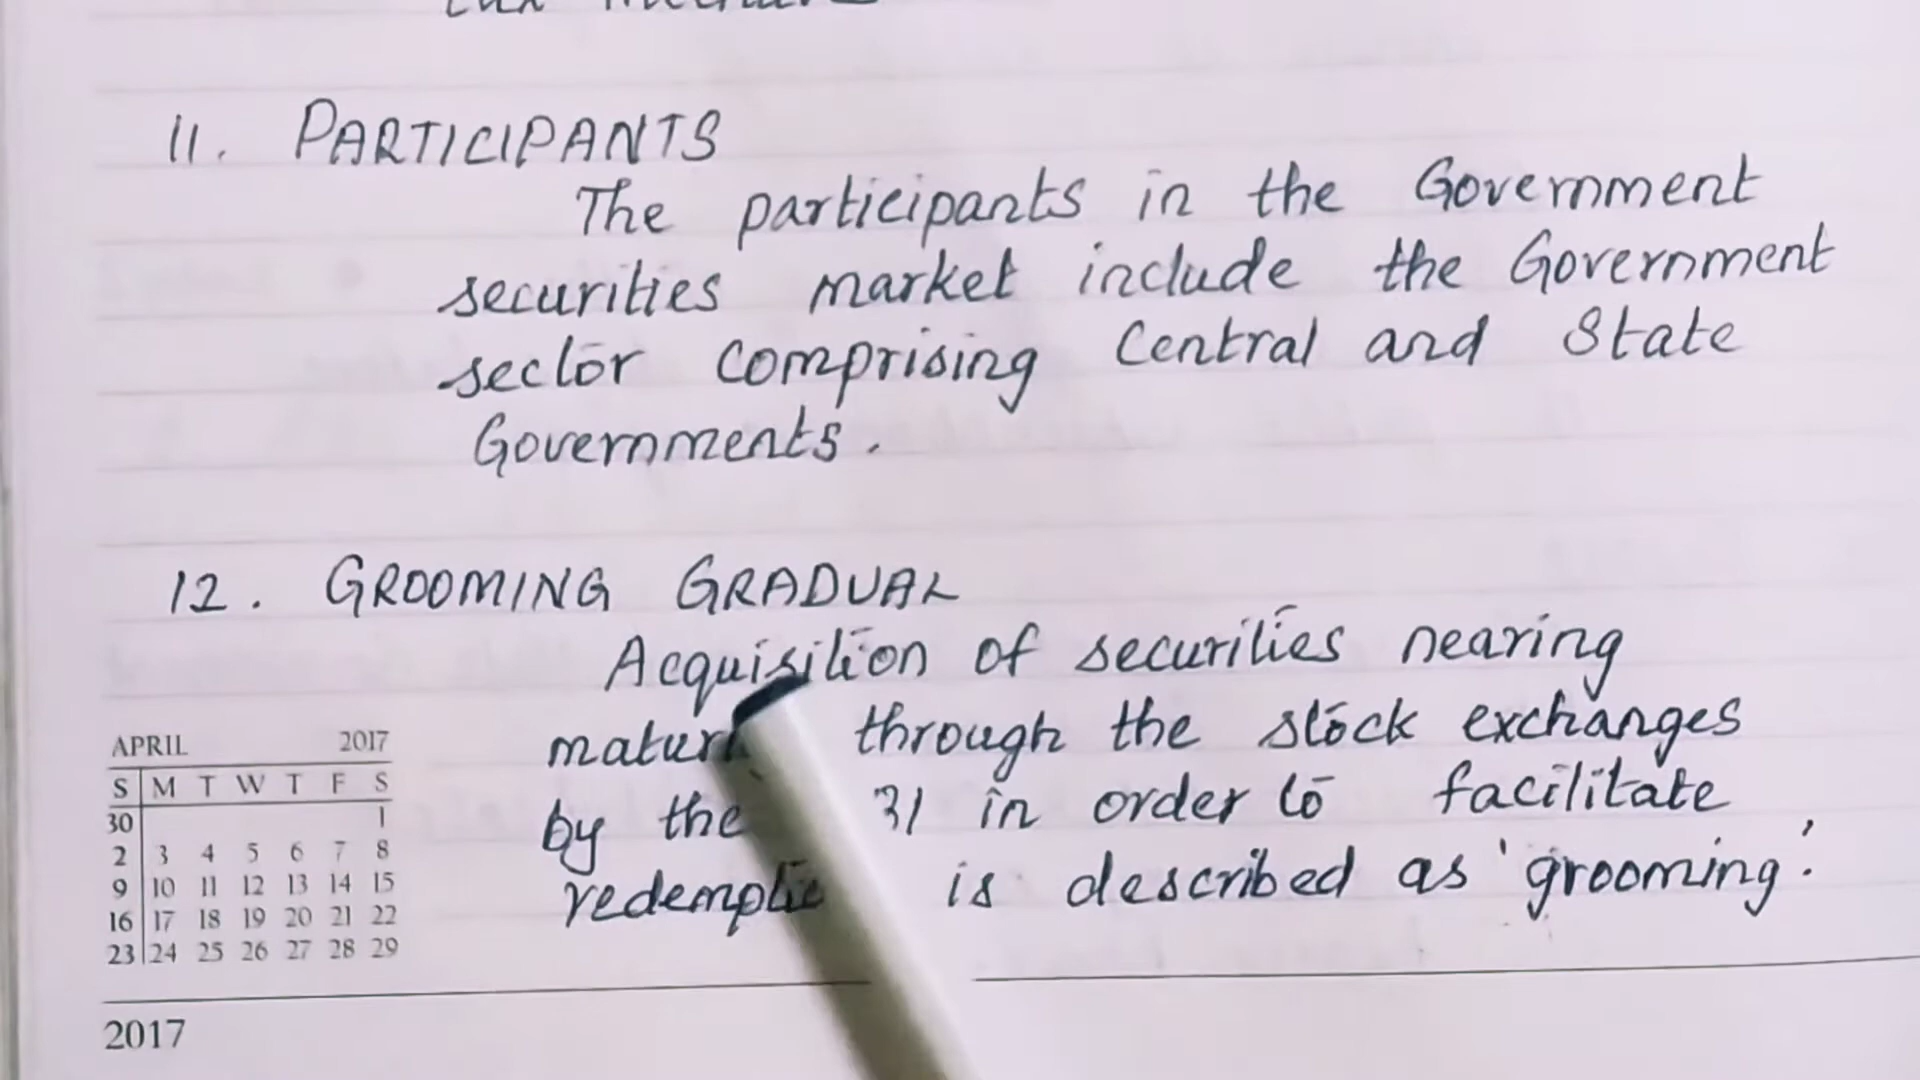 11. PARTICIPANTS
The participants in the Government
securities market include the Government
sector comprising Central and State
Governments.
12. GROOMING GRADUAL
Acquisition of securities nearing
through the stock exchanges
by the in order to facilitate
is described as 'grooming'.
APRIL 2017
S M T W T F S
30 1
2 3 4 5 6 7 8
9 10 11 12 13 14 15
16 17 18 19 20 21 22
23 24 25 26 27 28 29
2017